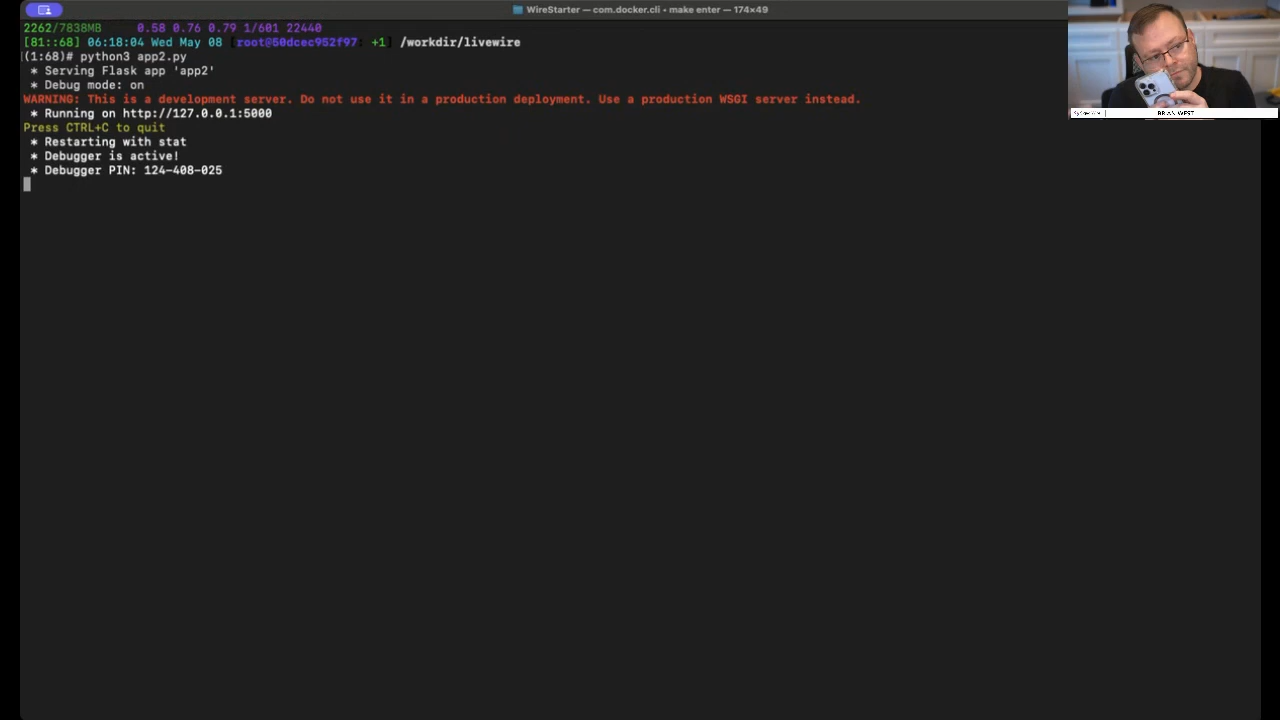 WireStarter — com.docker.cli • make enter — 174×49
2262/7838MB 0.58 0.76 0.79 1/601 22440
[81::68] 06:18:04 Wed May 08 [root@50dcec952f97: +1] /workdir/livewire
(1:68)# python3 app2.py
* Serving Flask app 'app2'
* Debug mode: on
WARNING: This is a development server. Do not use it in a production deployment. Use a production WSGI server instead.
* Running on http://127.0.0.1:5000
Press CTRL+C to quit
* Restarting with stat
* Debugger is active!
* Debugger PIN: 124-408-025
BRIAN WEST